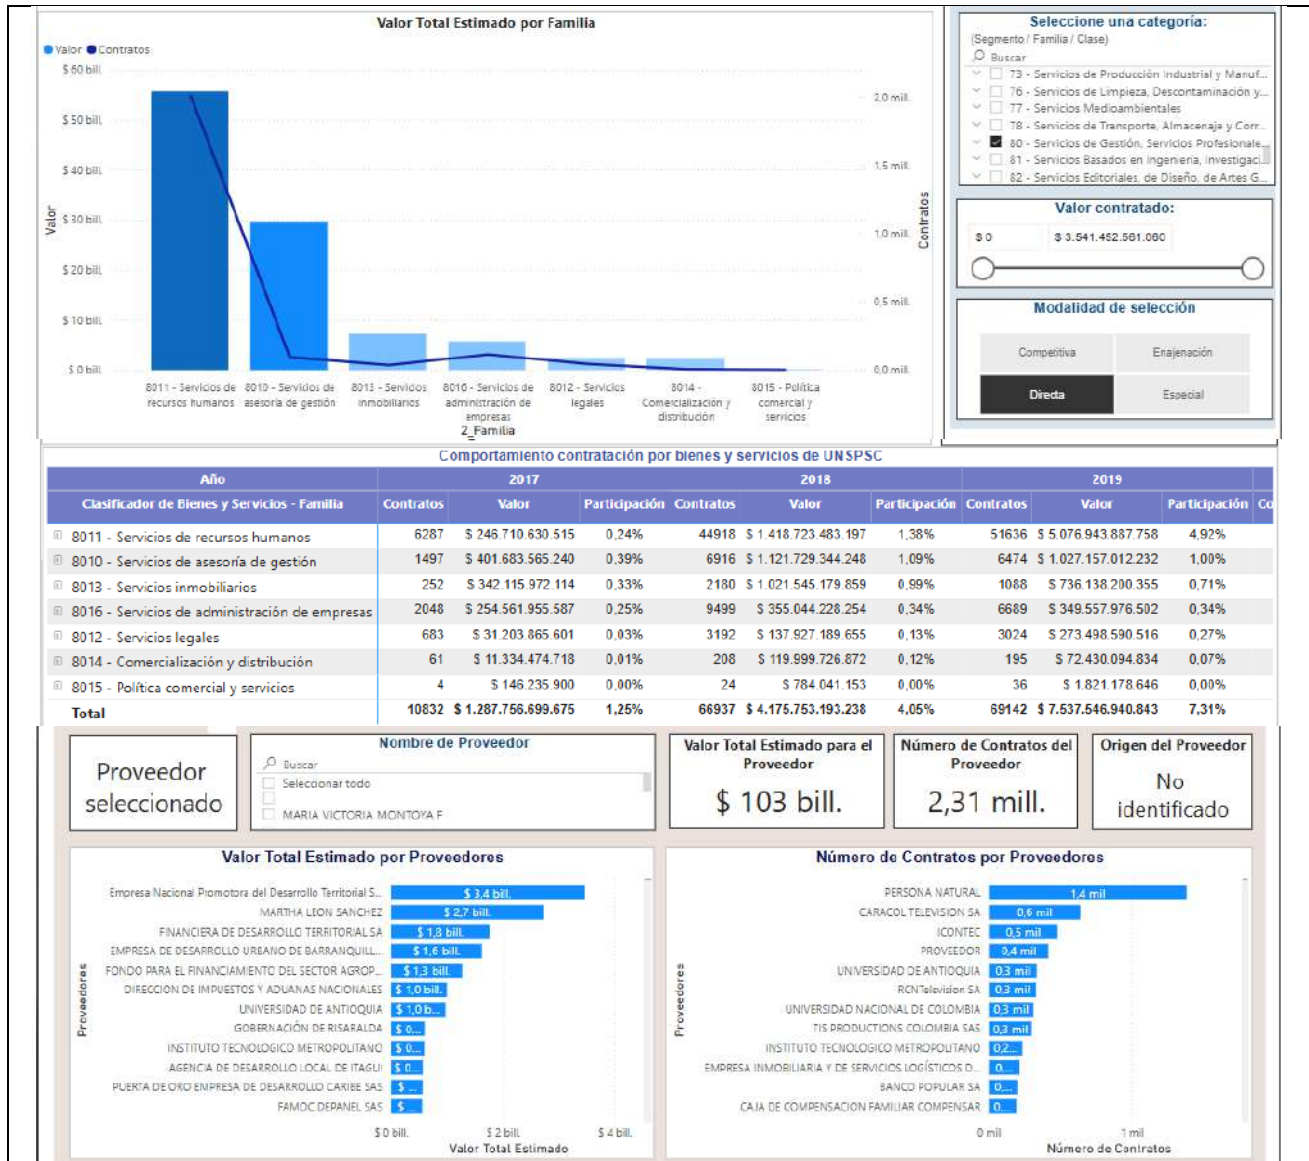 Valor Total Estimado por Familia
Valor Contratos
$ 60 bill.
$ 50 bill.
$ 40 bill.
$ 30 bill.
$ 20 bill.
$ 10 bill.
$ 0 bill.
Valor
2,0 mill.
1,5 mill.
1,0 mill.
0,5 mill.
0,0 mill.
Contratos
8011 - Servicios de recursos humanos
8010 - Servicios de asesoría de gestión
8013 - Servicios inmobiliarios
8016 - Servicios de administración de empresas
8012 - Servicios legales
8014 - Comercialización y distribución
8015 - Política comercial y servicios
2_Familia
Seleccione una categoría:
(Segmento / Familia / Clase)
Buscar
73 - Servicios de Producción Industrial y Manuf...
76 - Servicios de Limpieza, Descontaminación y...
77 - Servicios Medioambientales
78 - Servicios de Transporte, Almacenaje y Corr...
80 - Servicios de Gestión, Servicios Profesionale...
81 - Servicios Basados en Ingeniería, Investigaci...
82 - Servicios Editoriales, de Diseño, de Artes G...
Valor contratado:
$ 0 $ 3.541.452.561.060
Modalidad de selección
Competitiva Enajenación
Directa Especial
Comportamiento contratación por bienes y servicios de UNSPSC
Año 2017 2018 2019
Clasificador de Bienes y Servicios - Familia Contratos Valor Participación Contratos Valor Participación Contratos Valor Participación Co
8011 - Servicios de recursos humanos 6287 $ 246.710.630.515 0,24% 44918 $ 1.418.723.483.197 1,38% 51636 $ 5.076.943.887.758 4,92%
8010 - Servicios de asesoría de gestión 1497 $ 401.683.565.240 0,39% 6916 $ 1.121.729.344.248 1,09% 6474 $ 1.027.157.012.232 1,00%
8013 - Servicios inmobiliarios 252 $ 342.115.972.114 0,33% 2180 $ 1.021.545.179.859 0,99% 1088 $ 736.138.200.355 0,71%
8016 - Servicios de administración de empresas 2048 $ 254.561.955.587 0,25% 9499 $ 355.044.228.254 0,34% 6689 $ 349.557.976.502 0,34%
8012 - Servicios legales 683 $ 31.203.865.601 0,03% 3192 $ 137.927.189.655 0,13% 3024 $ 273.498.590.516 0,27%
8014 - Comercialización y distribución 61 $ 11.334.474.718 0,01% 208 $ 119.999.726.872 0,12% 195 $ 72.430.094.834 0,07%
8015 - Política comercial y servicios 4 $ 146.235.900 0,00% 24 $ 784.041.153 0,00% 36 $ 1.821.178.646 0,00%
Total 10832 $ 1.287.756.699.675 1,25% 66937 $ 4.175.753.193.238 4,05% 69142 $ 7.537.546.940.843 7,31%
Proveedor seleccionado
Nombre de Proveedor
Buscar
Seleccionar todo
MARIA VICTORIA MONTOYA F
Valor Total Estimado para el Proveedor
$ 103 bill.
Número de Contratos del Proveedor
2,31 mill.
Origen del Proveedor
No identificado
Valor Total Estimado por Proveedores
Proveedores
Empresa Nacional Promotora del Desarrollo Territorial S... $ 3,4 bill.
MARTHA LEON SANCHEZ $ 2,7 bill.
FINANCIERA DE DESARROLLO TERRITORIAL SA $ 1,8 bill.
EMPRESA DE DESARROLLO URBANO DE BARRANQUILL... $ 1,6 bill.
FONDO PARA EL FINANCIAMIENTO DEL SECTOR AGROP... $ 1,3 bill.
DIRECCION DE IMPUESTOS Y ADUANAS NACIONALES $ 1,0 bill.
UNIVERSIDAD DE ANTIOQUIA $ 1,0 b...
GOBERNACIÓN DE RISARALDA $ 0...
INSTITUTO TECNOLOGICO METROPOLITANO $ 0...
AGENCIA DE DESARROLLO LOCAL DE ITAGUI $ 0...
PUERTA DE ORO EMPRESA DE DESARROLLO CARIBE SAS $ ...
FAMOC DEPANEL SAS $ ...
$ 0 bill. $ 2 bill. $ 4 bill.
Valor Total Estimado
Número de Contratos por Proveedores
Proveedores
PERSONA NATURAL 1,4 mil
CARACOL TELEVISION SA 0,6 mil
ICONTEC 0,5 mil
PROVEEDOR 0,4 mil
UNIVERSIDAD DE ANTIOQUIA 0,3 mil
RCNTelevision SA 0,3 mil
UNIVERSIDAD NACIONAL DE COLOMBIA 0,3 mil
TIS PRODUCTIONS COLOMBIA SAS 0,3 mil
INSTITUTO TECNOLOGICO METROPOLITANO 0,2...
EMPRESA INMOBILIARIA Y DE SERVICIOS LOGÍSTICOS D... 0...
BANCO POPULAR SA 0...
CAJA DE COMPENSACION FAMILIAR COMPENSAR 0...
0 mil 1 mil
Número de Contratos